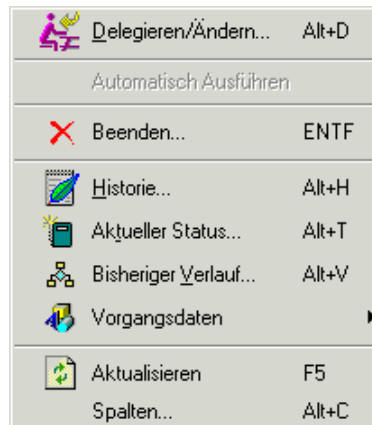 Delegieren/Ändern... Alt+D
Automatisch Ausführen
Beenden... ENTF
Historie... Alt+H
Aktueller Status... Alt+T
Bisheriger Verlauf... Alt+V
Vorgangsdaten
Aktualisieren F5
Spalten... Alt+C